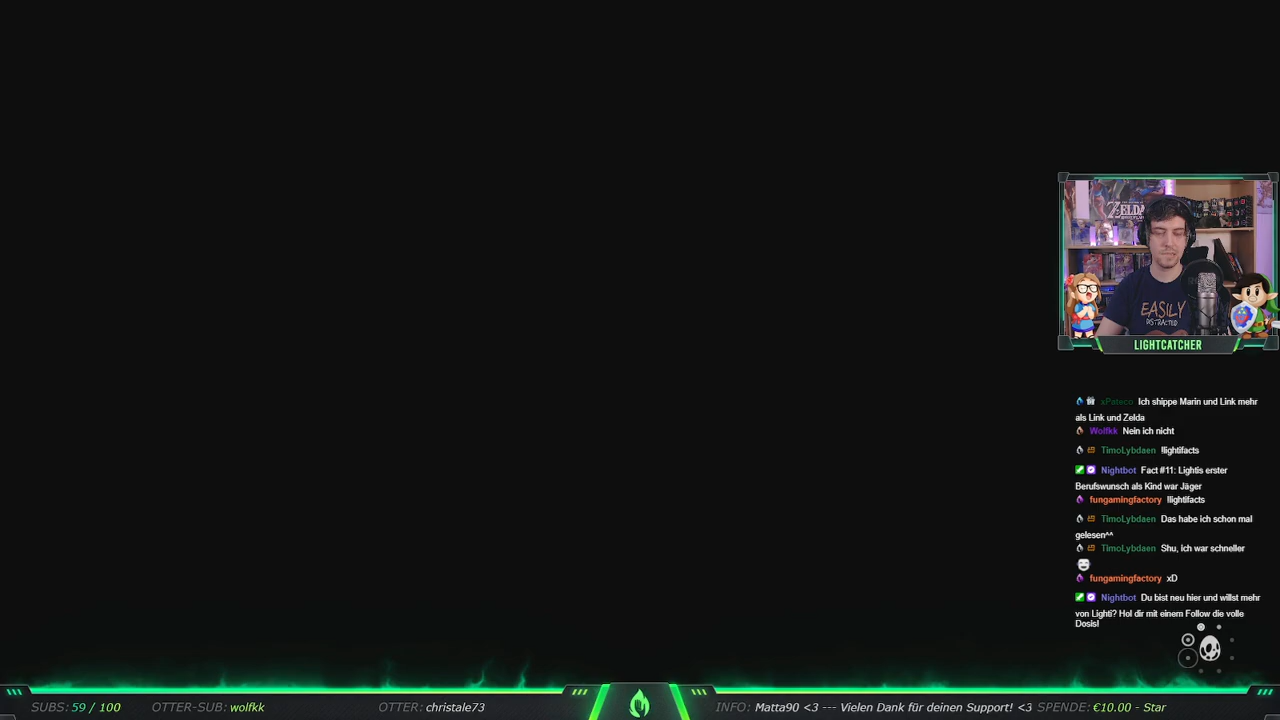 ZELDA
EASILY
DISTRACTED
LIGHTCATCHER
xPateco Ich shippe Marin und Link mehr
als Link und Zelda
Wolfkk Nein ich nicht
TimoLybdaen !lightifacts
Nightbot Fact #11: Lightis erster
Berufswunsch als Kind war Jäger
fungamingfactory !lightifacts
TimoLybdaen Das habe ich schon mal
gelesen^^
TimoLybdaen Shu, ich war schneller
fungamingfactory xD
Nightbot Du bist neu hier und willst mehr
von Lighti? Hol dir mit einem Follow die volle
Dosis!
SUBS: 59 / 100 OTTER-SUB: wolfkk OTTER: christale73 INFO: Matta90 <3 --- Vielen Dank für deinen Support! <3 SPENDE: €10.00 - Star